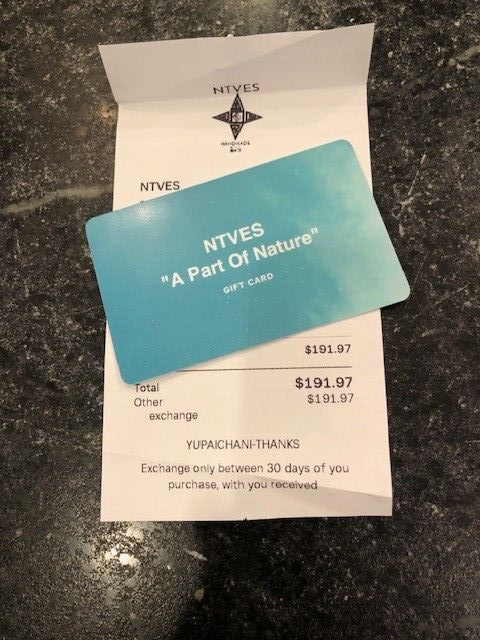 NTVES
HANDMADE
NTVES
NTVES
"A Part Of Nature"
GIFT CARD
$191.97
Total $191.97
Other $191.97
exchange
YUPAICHANI-THANKS
Exchange only between 30 days of you
purchase, with you received